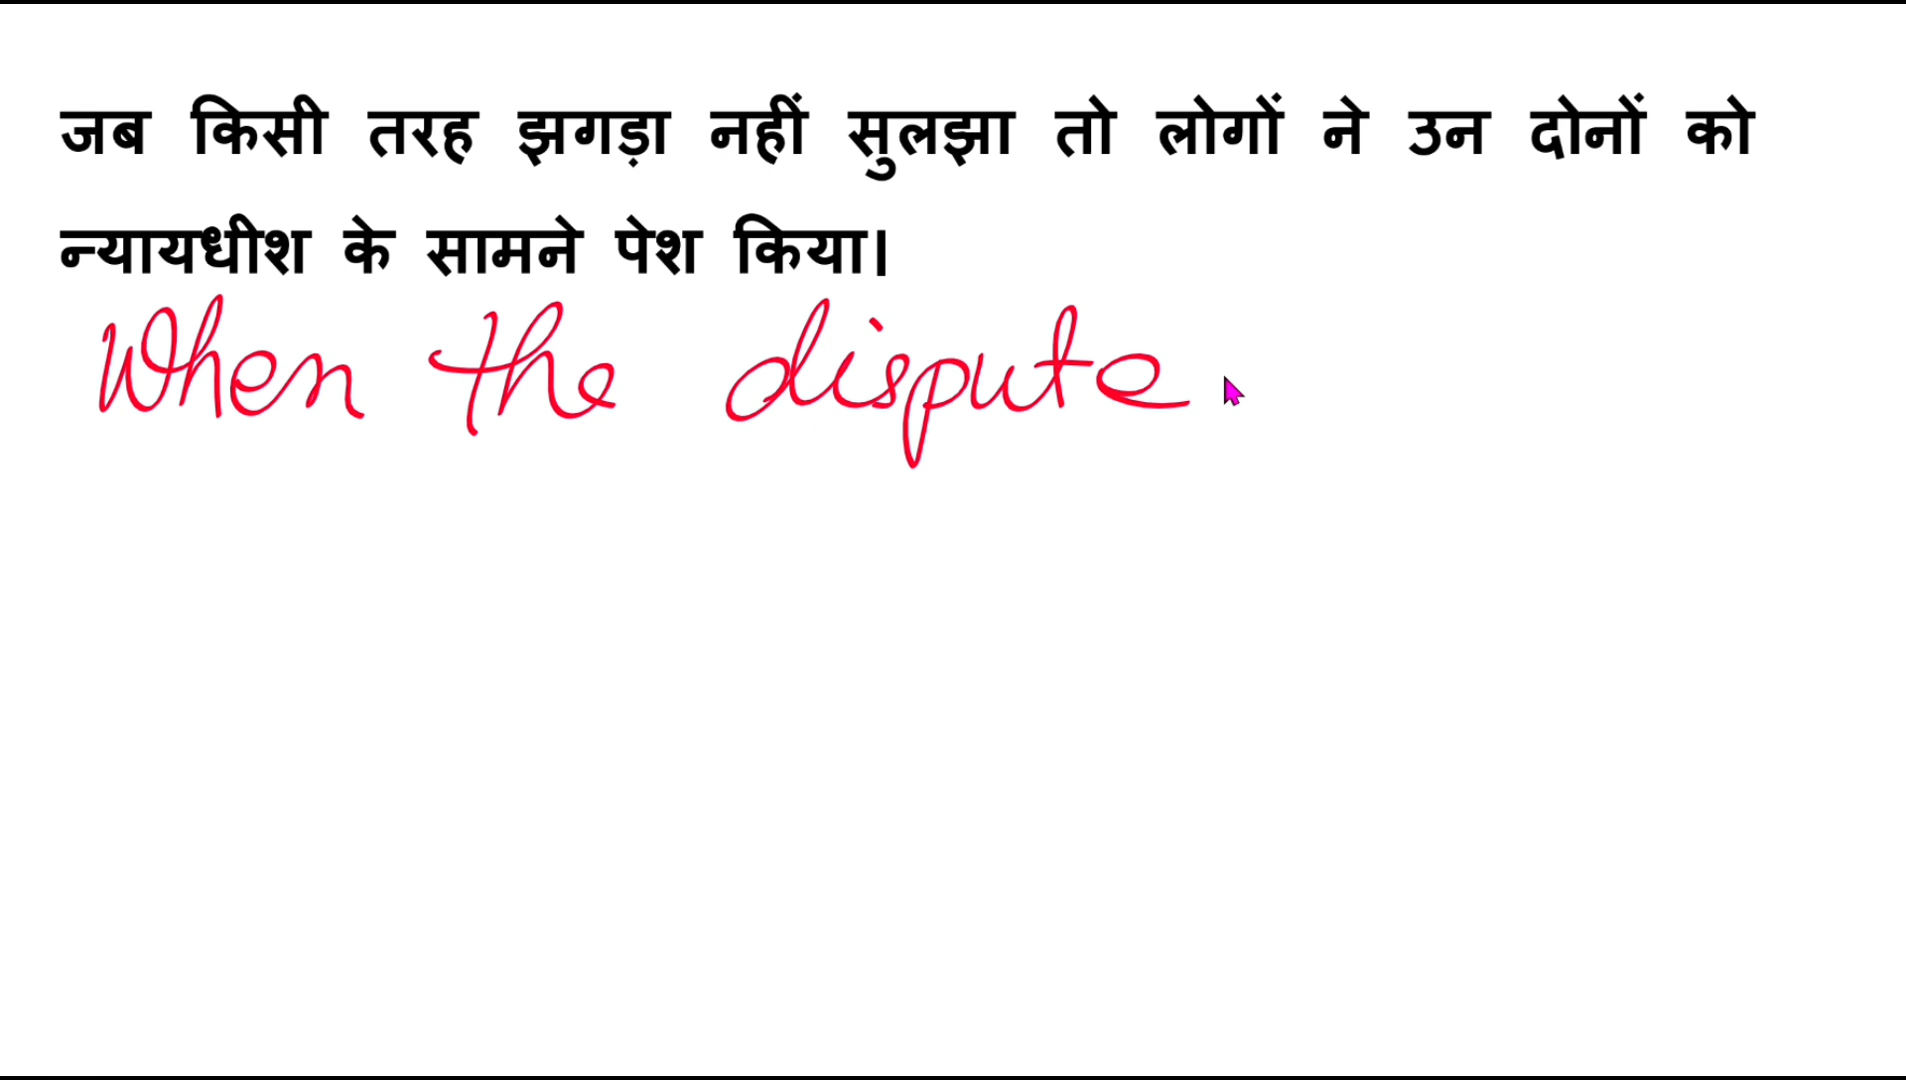 जब किसी तरह झगड़ा नहीं सुलझा तो लोगों ने उन दोनों को
न्यायधीश के सामने पेश किया।
When the dispute